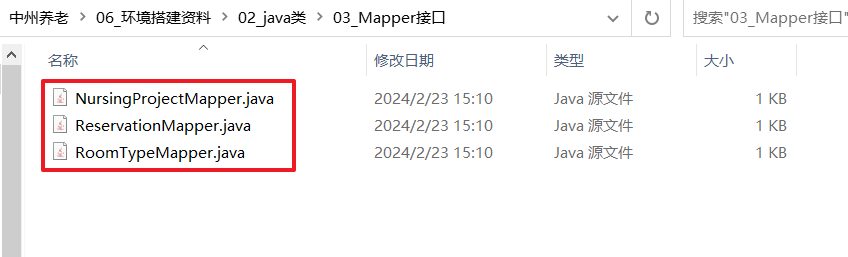 中州养老 > 06_环境搭建资料 > 02_java类 > 03_Mapper接口 搜索"03_Mapper接口"
名称 修改日期 类型 大小
NursingProjectMapper.java 2024/2/23 15:10 Java 源文件 1 KB
ReservationMapper.java 2024/2/23 15:10 Java 源文件 1 KB
RoomTypeMapper.java 2024/2/23 15:10 Java 源文件 1 KB